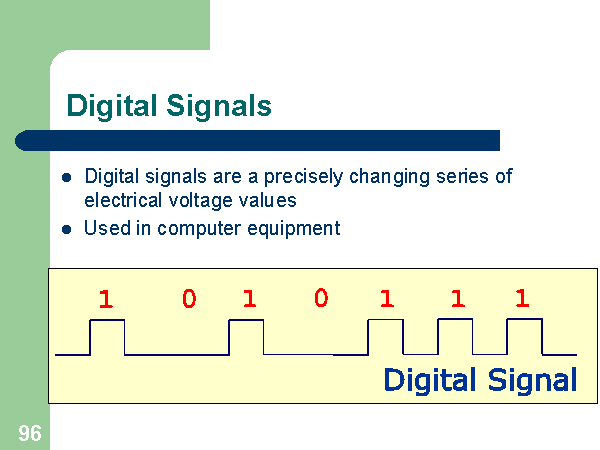 Digital Signals
Digital signals are a precisely changing series of
electrical voltage values
Used in computer equipment
1 0 1 0 1 1 1
Digital Signal
96